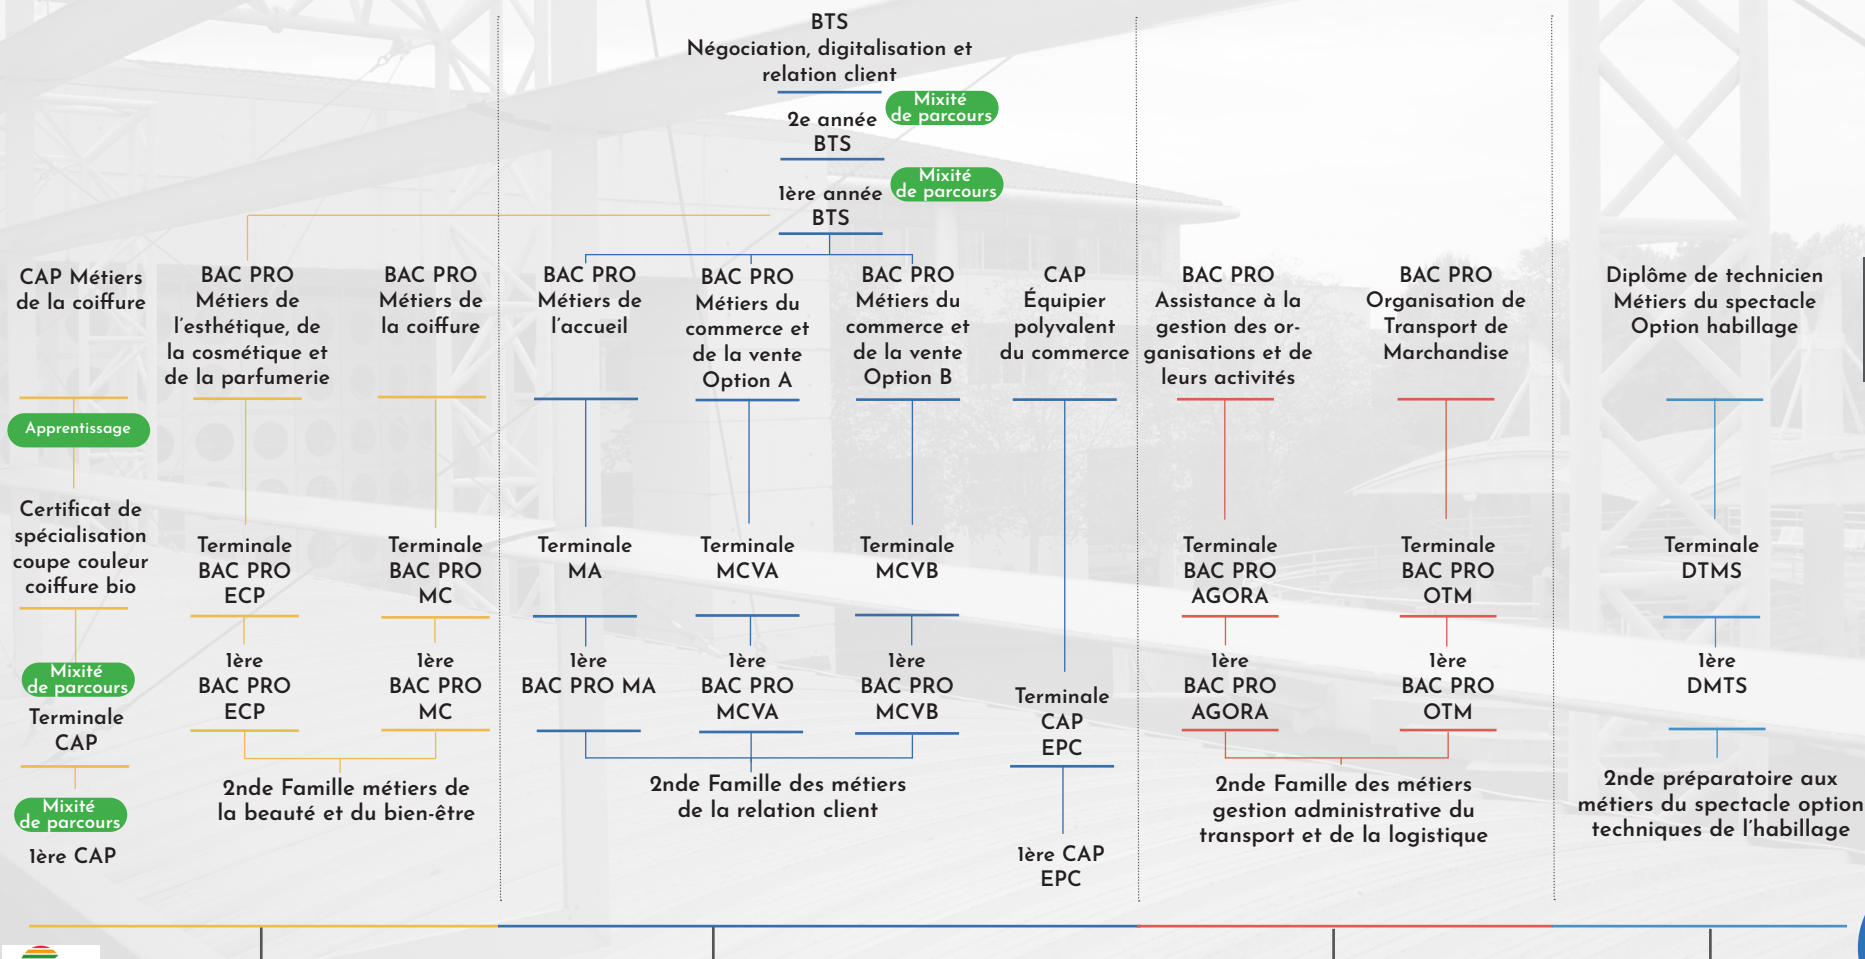 BTS
Négociation, digitalisation et
relation client
Mixité
de parcours
2e année
BTS
Mixité
de parcours
1ère année
BTS
CAP Métiers
de la coiffure
Apprentissage
Certificat de
spécialisation
coupe couleur
coiffure bio
Mixité
de parcours
Terminale
CAP
Mixité
de parcours
1ère CAP
BAC PRO
Métiers de
l'esthétique, de
la cosmétique et
de la parfumerie
Terminale
BAC PRO
ECP
1ère
BAC PRO
ECP
BAC PRO
Métiers de
la coiffure
Terminale
BAC PRO
MC
1ère
BAC PRO
MC
2nde Famille métiers de
la beauté et du bien-être
BAC PRO
Métiers de
l'accueil
Terminale
MA
1ère
BAC PRO MA
BAC PRO
Métiers du
commerce et
de la vente
Option A
Terminale
MCVA
1ère
BAC PRO
MCVA
BAC PRO
Métiers du
commerce et
de la vente
Option B
Terminale
MCVB
1ère
BAC PRO
MCVB
2nde Famille des métiers
de la relation client
CAP
Équipier
polyvalent
du commerce
Terminale
CAP
EPC
1ère CAP
EPC
BAC PRO
Assistance à la
gestion des or-
ganisations et de
leurs activités
Terminale
BAC PRO
AGORA
1ère
BAC PRO
AGORA
BAC PRO
Organisation de
Transport de
Marchandise
Terminale
BAC PRO
OTM
1ère
BAC PRO
OTM
2nde Famille des métiers
gestion administrative du
transport et de la logistique
Diplôme de technicien
Métiers du spectacle
Option habillage
Terminale
DTMS
1ère
DMTS
2nde préparatoire aux
métiers du spectacle option
techniques de l'habillage